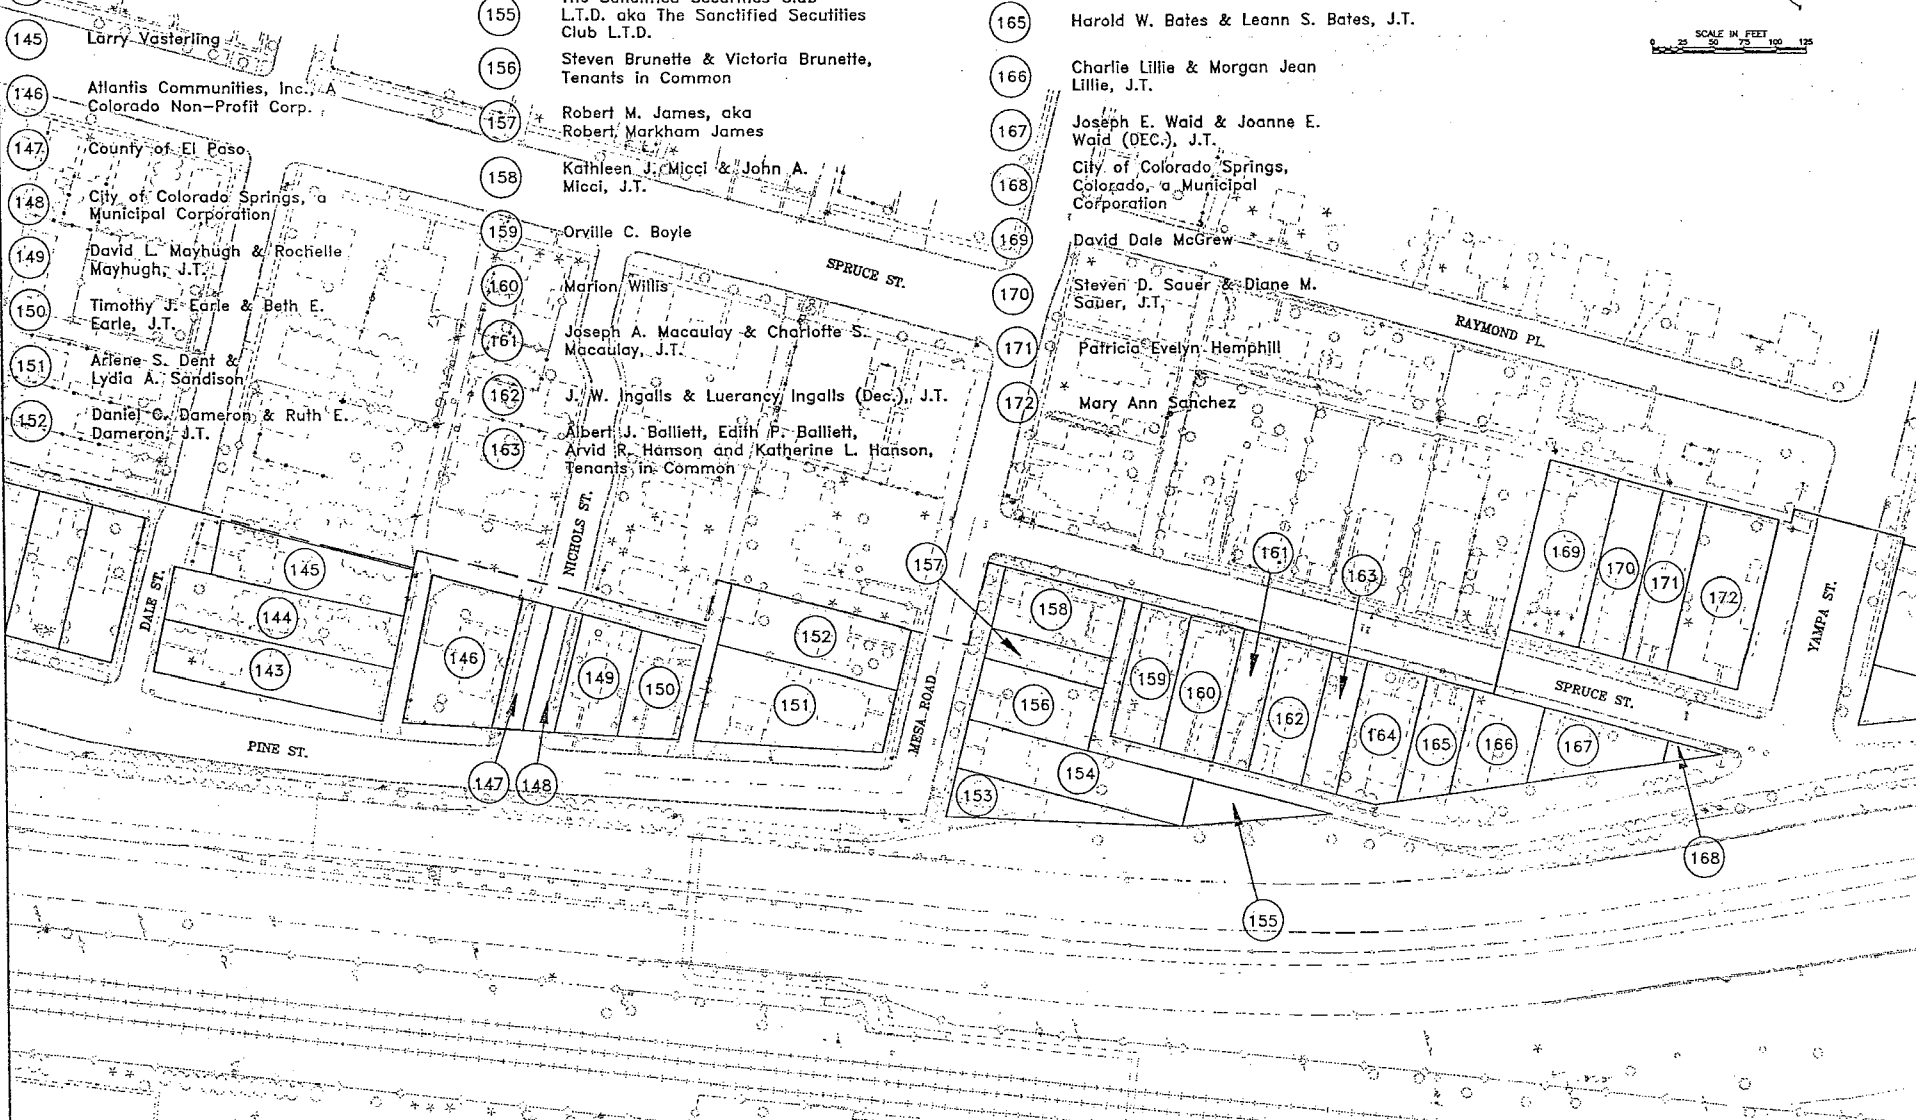 145
Larry Vasterling
146
Atlantis Communities, Inc., A
Colorado Non-Profit Corp.
147
County of El Paso
148
City of Colorado Springs, a
Municipal Corporation
149
David L. Mayhugh & Rochelle
Mayhugh, J.T.
150
Timothy J. Earle & Beth E.
Earle, J.T.
151
Arlene S. Dent &
Lydia A. Sandison
152
Daniel C. Dameron & Ruth E.
Dameron, J.T.
155
L.T.D. aka The Sanctified Secutities
Club L.T.D.
156
Steven Brunette & Victoria Brunette,
Tenants in Common
157
Robert M. James, aka
Robert Markham James
158
Kathleen J. Micci & John A.
Micci, J.T.
159
Orville C. Boyle
160
Marion Willis
161
Joseph A. Macaulay & Charlotte S.
Macaulay, J.T.
162
J. W. Ingalls & Luerancy Ingalls (Dec.), J.T.
163
Albert J. Balliett, Edith P. Balliett,
Arvid R. Hanson and Katherine L. Hanson,
Tenants in Common
165
Harold W. Bates & Leann S. Bates, J.T.
166
Charlie Lillie & Morgan Jean
Lillie, J.T.
167
Joseph E. Waid & Joanne E.
Waid (DEC.), J.T.
168
City of Colorado Springs,
Colorado, a Municipal
Corporation
169
David Dale McGrew
170
Steven D. Sauer & Diane M.
Sauer, J.T.
171
Patricia Evelyn Hemphill
172
Mary Ann Sanchez
SCALE IN FEET
0 25 50 75 100 125
SPRUCE ST.
RAYMOND PL.
NICHOLS ST.
DALE ST.
MESA ROAD
YAMPA ST.
SPRUCE ST.
PINE ST.
145
144
143
146
147
148
149
150
152
151
157
158
156
154
153
155
159
160
161
162
163
164
165
166
167
168
169
170
171
172